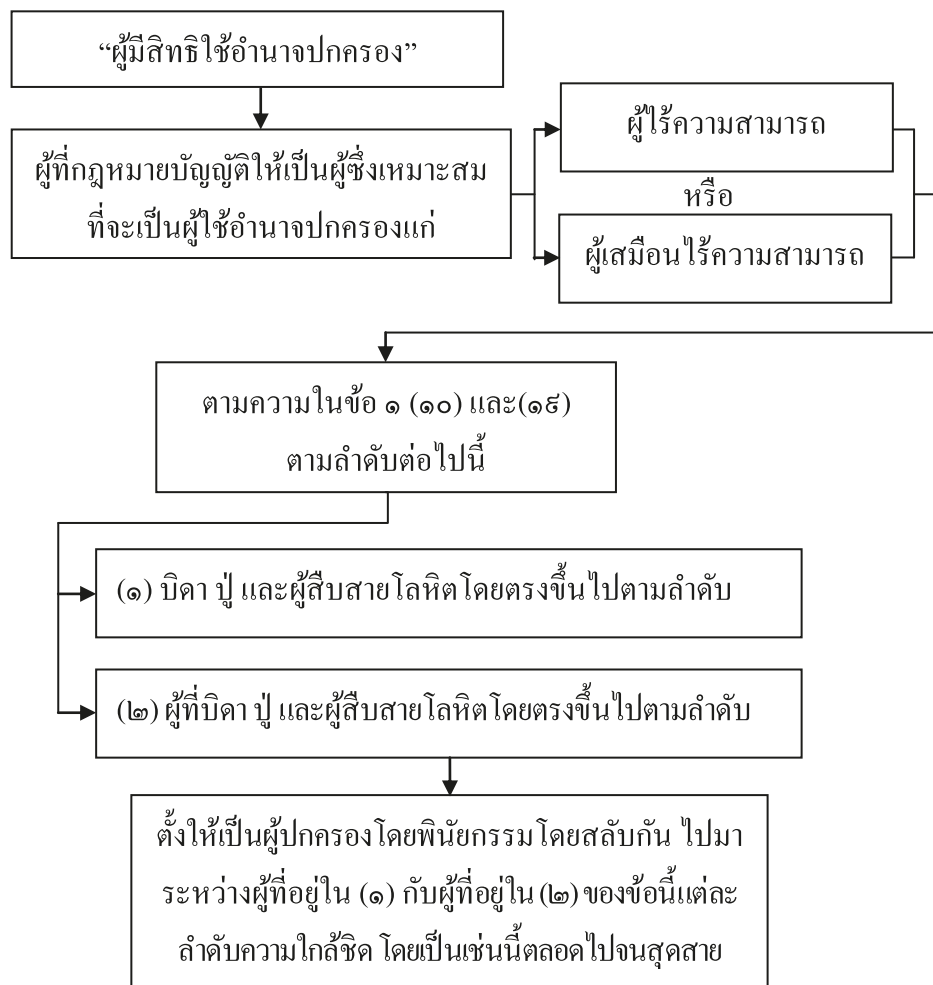 “ผู้มีสิทธิใช้อำนาจปกครอง”
ผู้ที่กฎหมายบัญญัติให้เป็นผู้ซึ่งเหมาะสม
ที่จะเป็นผู้ใช้อำนาจปกครองแก่
ผู้ไร้ความสามารถ
หรือ
ผู้เสมือนไร้ความสามารถ
ตามความในข้อ ๑ (๑๐) และ(๑๙)
ตามลำดับต่อไปนี้
(๑) บิดา ปู่ และผู้สืบสายโลหิตโดยตรงขึ้นไปตามลำดับ
(๒) ผู้ที่บิดา ปู่ และผู้สืบสายโลหิตโดยตรงขึ้นไปตามลำดับ
ตั้งให้เป็นผู้ปกครองโดยพินัยกรรมโดยสลับกัน ไปมา
ระหว่างผู้ที่อยู่ใน (๑) กับผู้ที่อยู่ใน (๒) ของข้อนี้แต่ละ
ลำดับความใกล้ชิด โดยเป็นเช่นนี้ตลอดไปจนสุดสาย